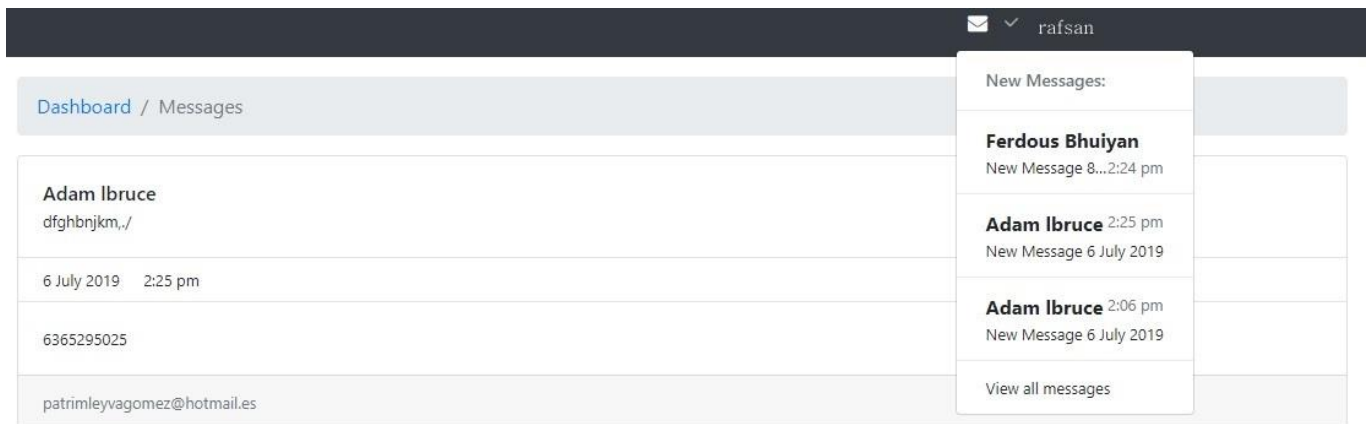 rafsan
Dashboard / Messages
Adam lbruce
dfghbnjkm,./
6 July 2019 2:25 pm
6365295025
patrimleyvagomez@hotmail.es
New Messages:
Ferdous Bhuiyan
New Message 8...2:24 pm
Adam lbruce 2:25 pm
New Message 6 July 2019
Adam lbruce 2:06 pm
New Message 6 July 2019
View all messages